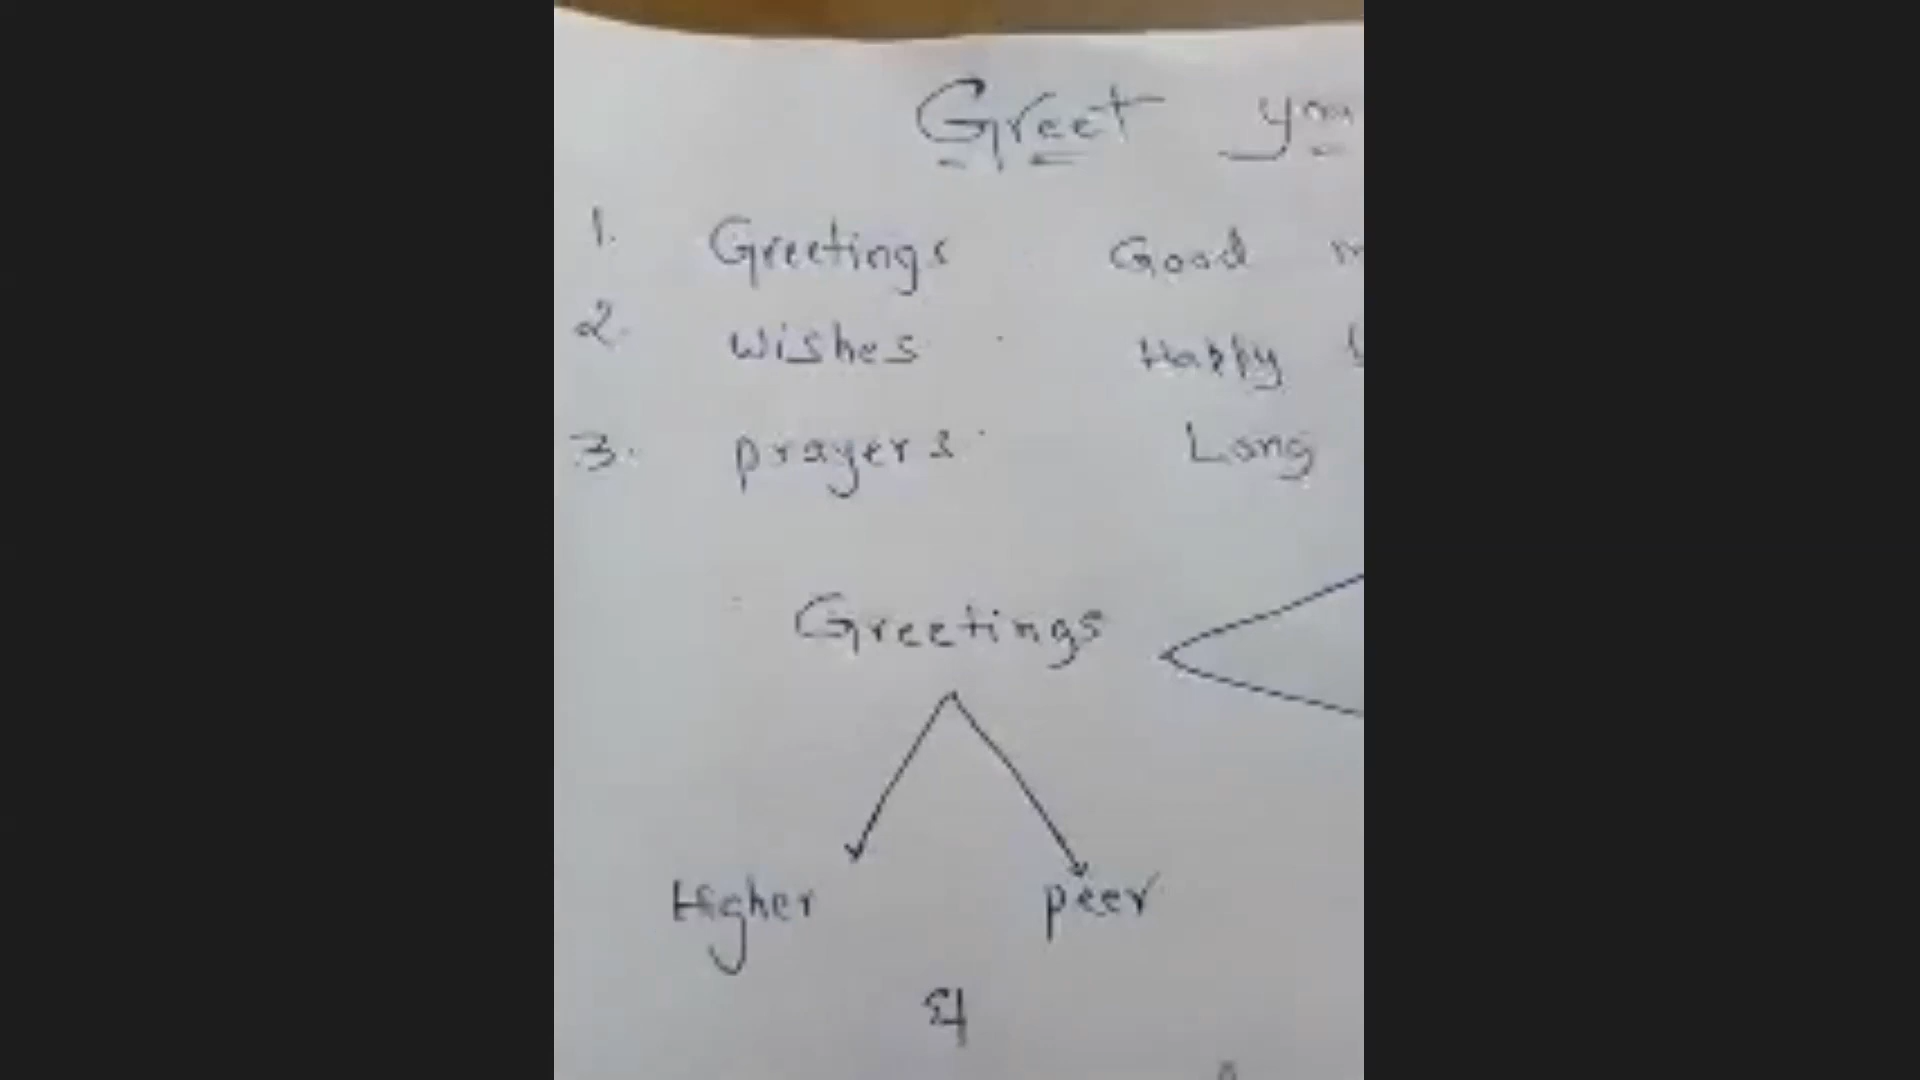 Greet
1. Greetings Good
2. Wishes Happy
3. prayers Long
Greetings
Higher peer